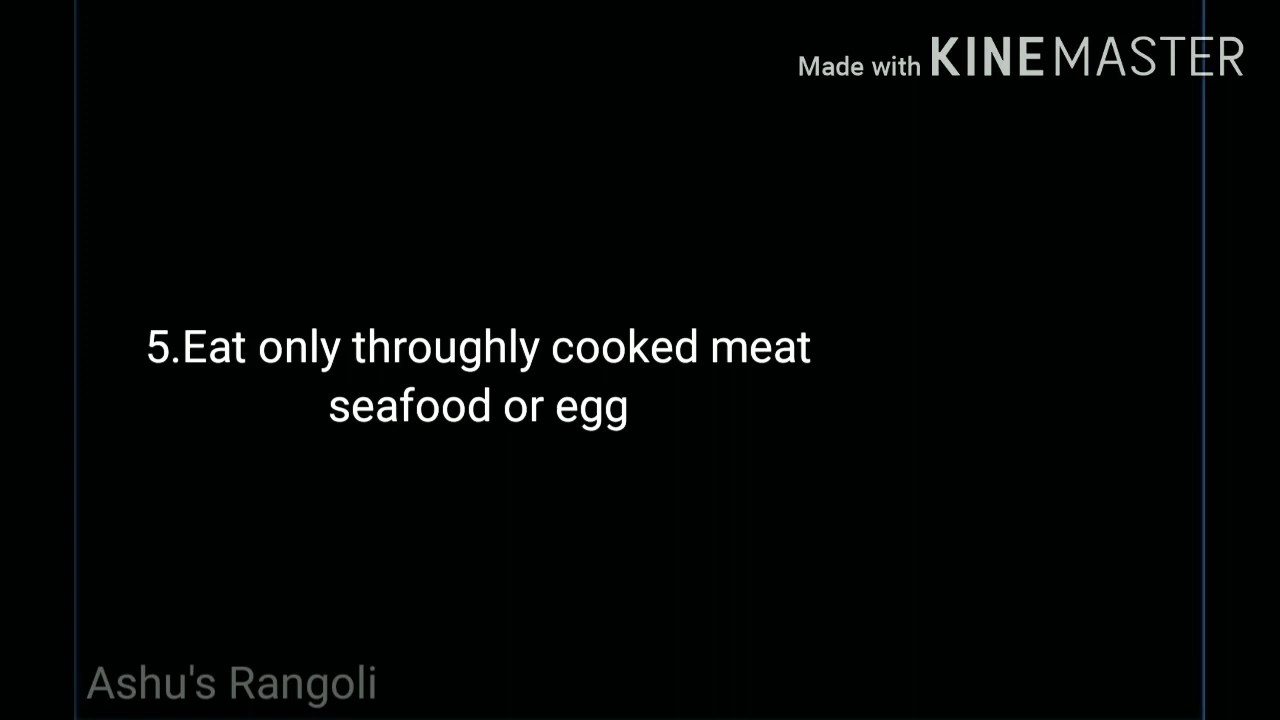 Made with KINEMASTER
5.Eat only throughly cooked meat
seafood or egg
Ashu's Rangoli